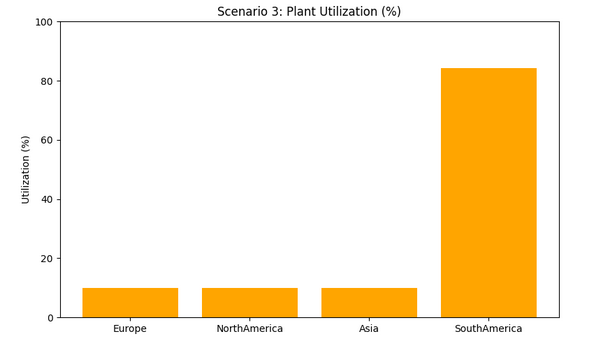 Scenario 3: Plant Utilization (%)
100
80
60
40
20
0
Utilization (%)
Europe NorthAmerica Asia SouthAmerica